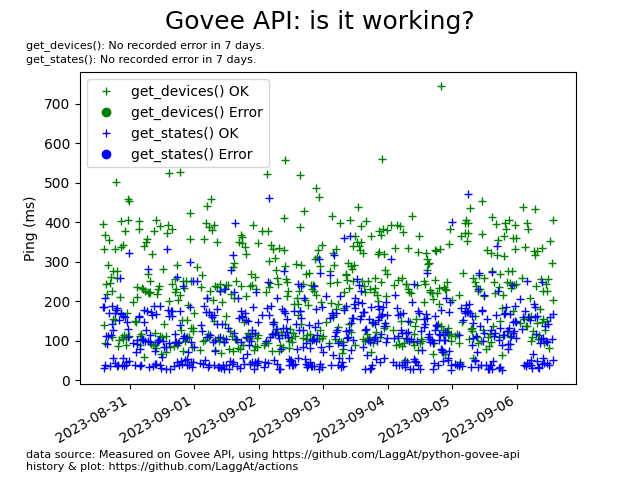 Govee API: is it working?
get_devices(): No recorded error in 7 days.
get_states(): No recorded error in 7 days.
get_devices() OK
get_devices() Error
get_states() OK
get_states() Error
Ping (ms)
700
600
500
400
300
200
100
0
2023-08-31
2023-09-01
2023-09-02
2023-09-03
2023-09-04
2023-09-05
2023-09-06
data source: Measured on Govee API, using https://github.com/LaggAt/python-govee-api
history & plot: https://github.com/LaggAt/actions